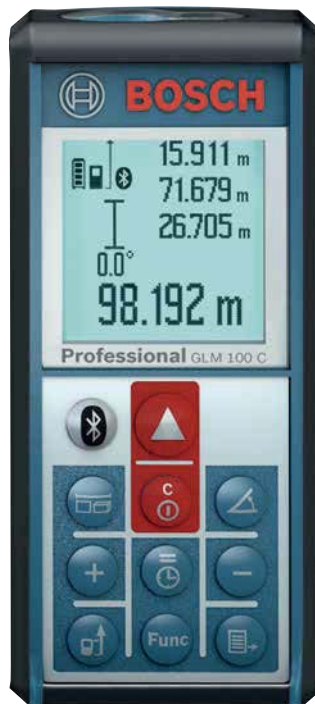 BOSCH
15.911 m
71.679 m
26.705 m
0.0°
98.192 m
Professional GLM 100 C
C
+ = −
Func